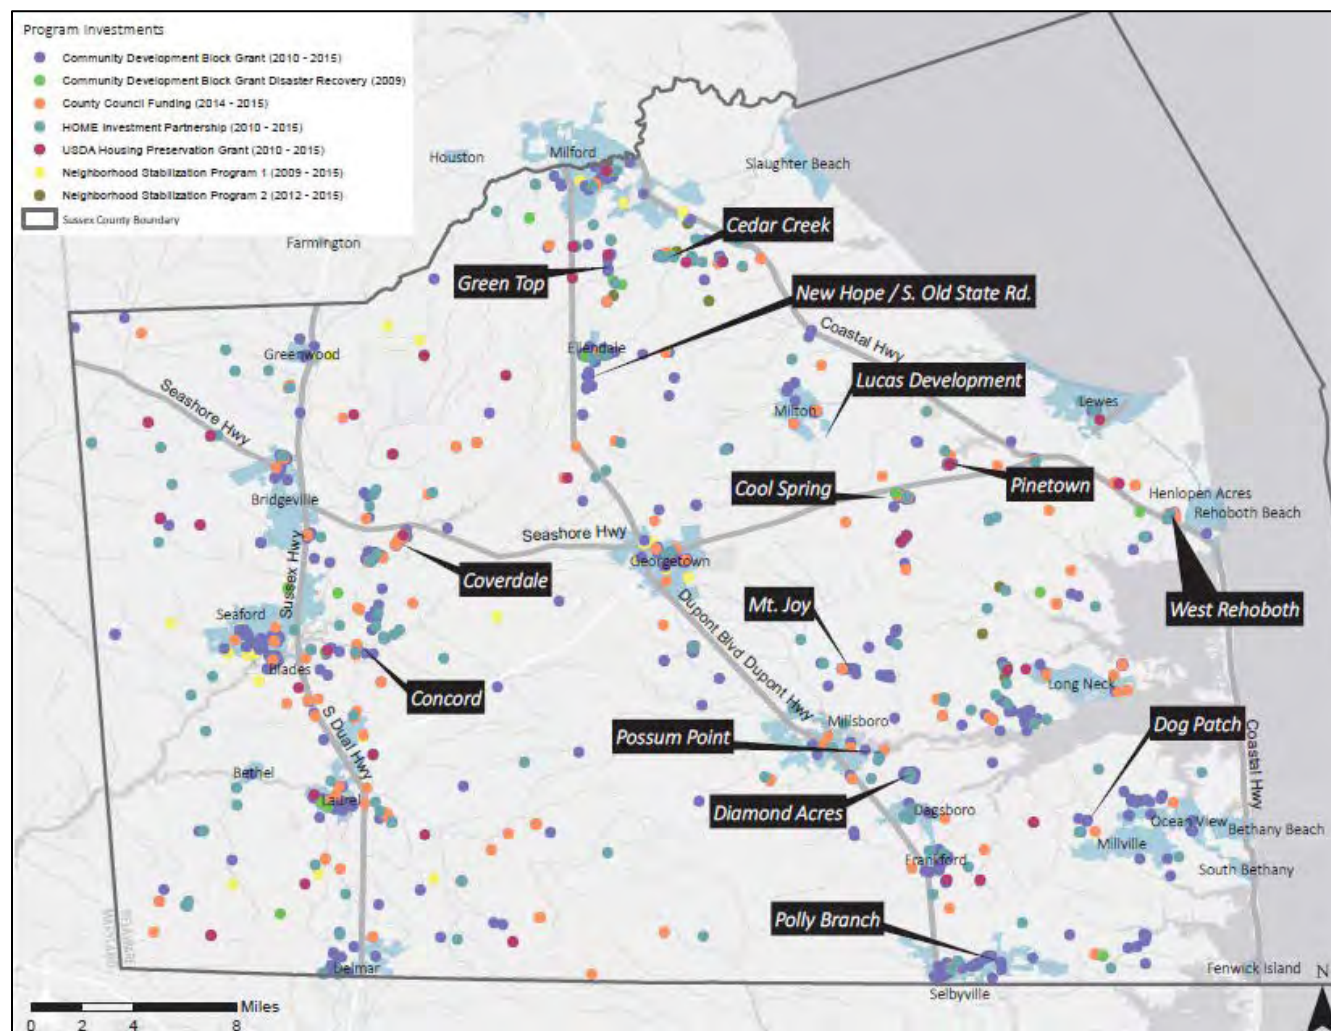 Program Investments
Community Development Block Grant (2010 - 2015)
Community Development Block Grant Disaster Recovery (2009)
County Council Funding (2014 - 2015)
HOME Investment Partnership (2010 - 2015)
USDA Housing Preservation Grant (2010 - 2015)
Neighborhood Stabilization Program 1 (2009 - 2015)
Neighborhood Stabilization Program 2 (2012 - 2015)
Sussex County Boundary
Houston
Milford
Slaughter Beach
Farmington
Cedar Creek
Green Top
New Hope / S. Old State Rd.
Coastal Hwy
Greenwood
Ellendale
Lucas Development
Seashore Hwy
Milton
Lewes
Bridgeville
Cool Spring
Pinetown
Henlopen Acres
Rehoboth Beach
Seashore Hwy
Georgetown
Sussex Hwy
Coverdale
Mt. Joy
West Rehoboth
Seaford
Blades
Dupont Blvd
Dupont Hwy
Concord
Long Neck
S Dual Hwy
Millsboro
Possum Point
Dog Patch
Coastal Hwy
Bethel
Laurel
Diamond Acres
Dagsboro
Ocean View
Bethany Beach
Millville
Frankford
South Bethany
Polly Branch
MARYLAND
DELAWARE
Delmar
Selbyville
Fenwick Island
N
Miles
0 2 4 8